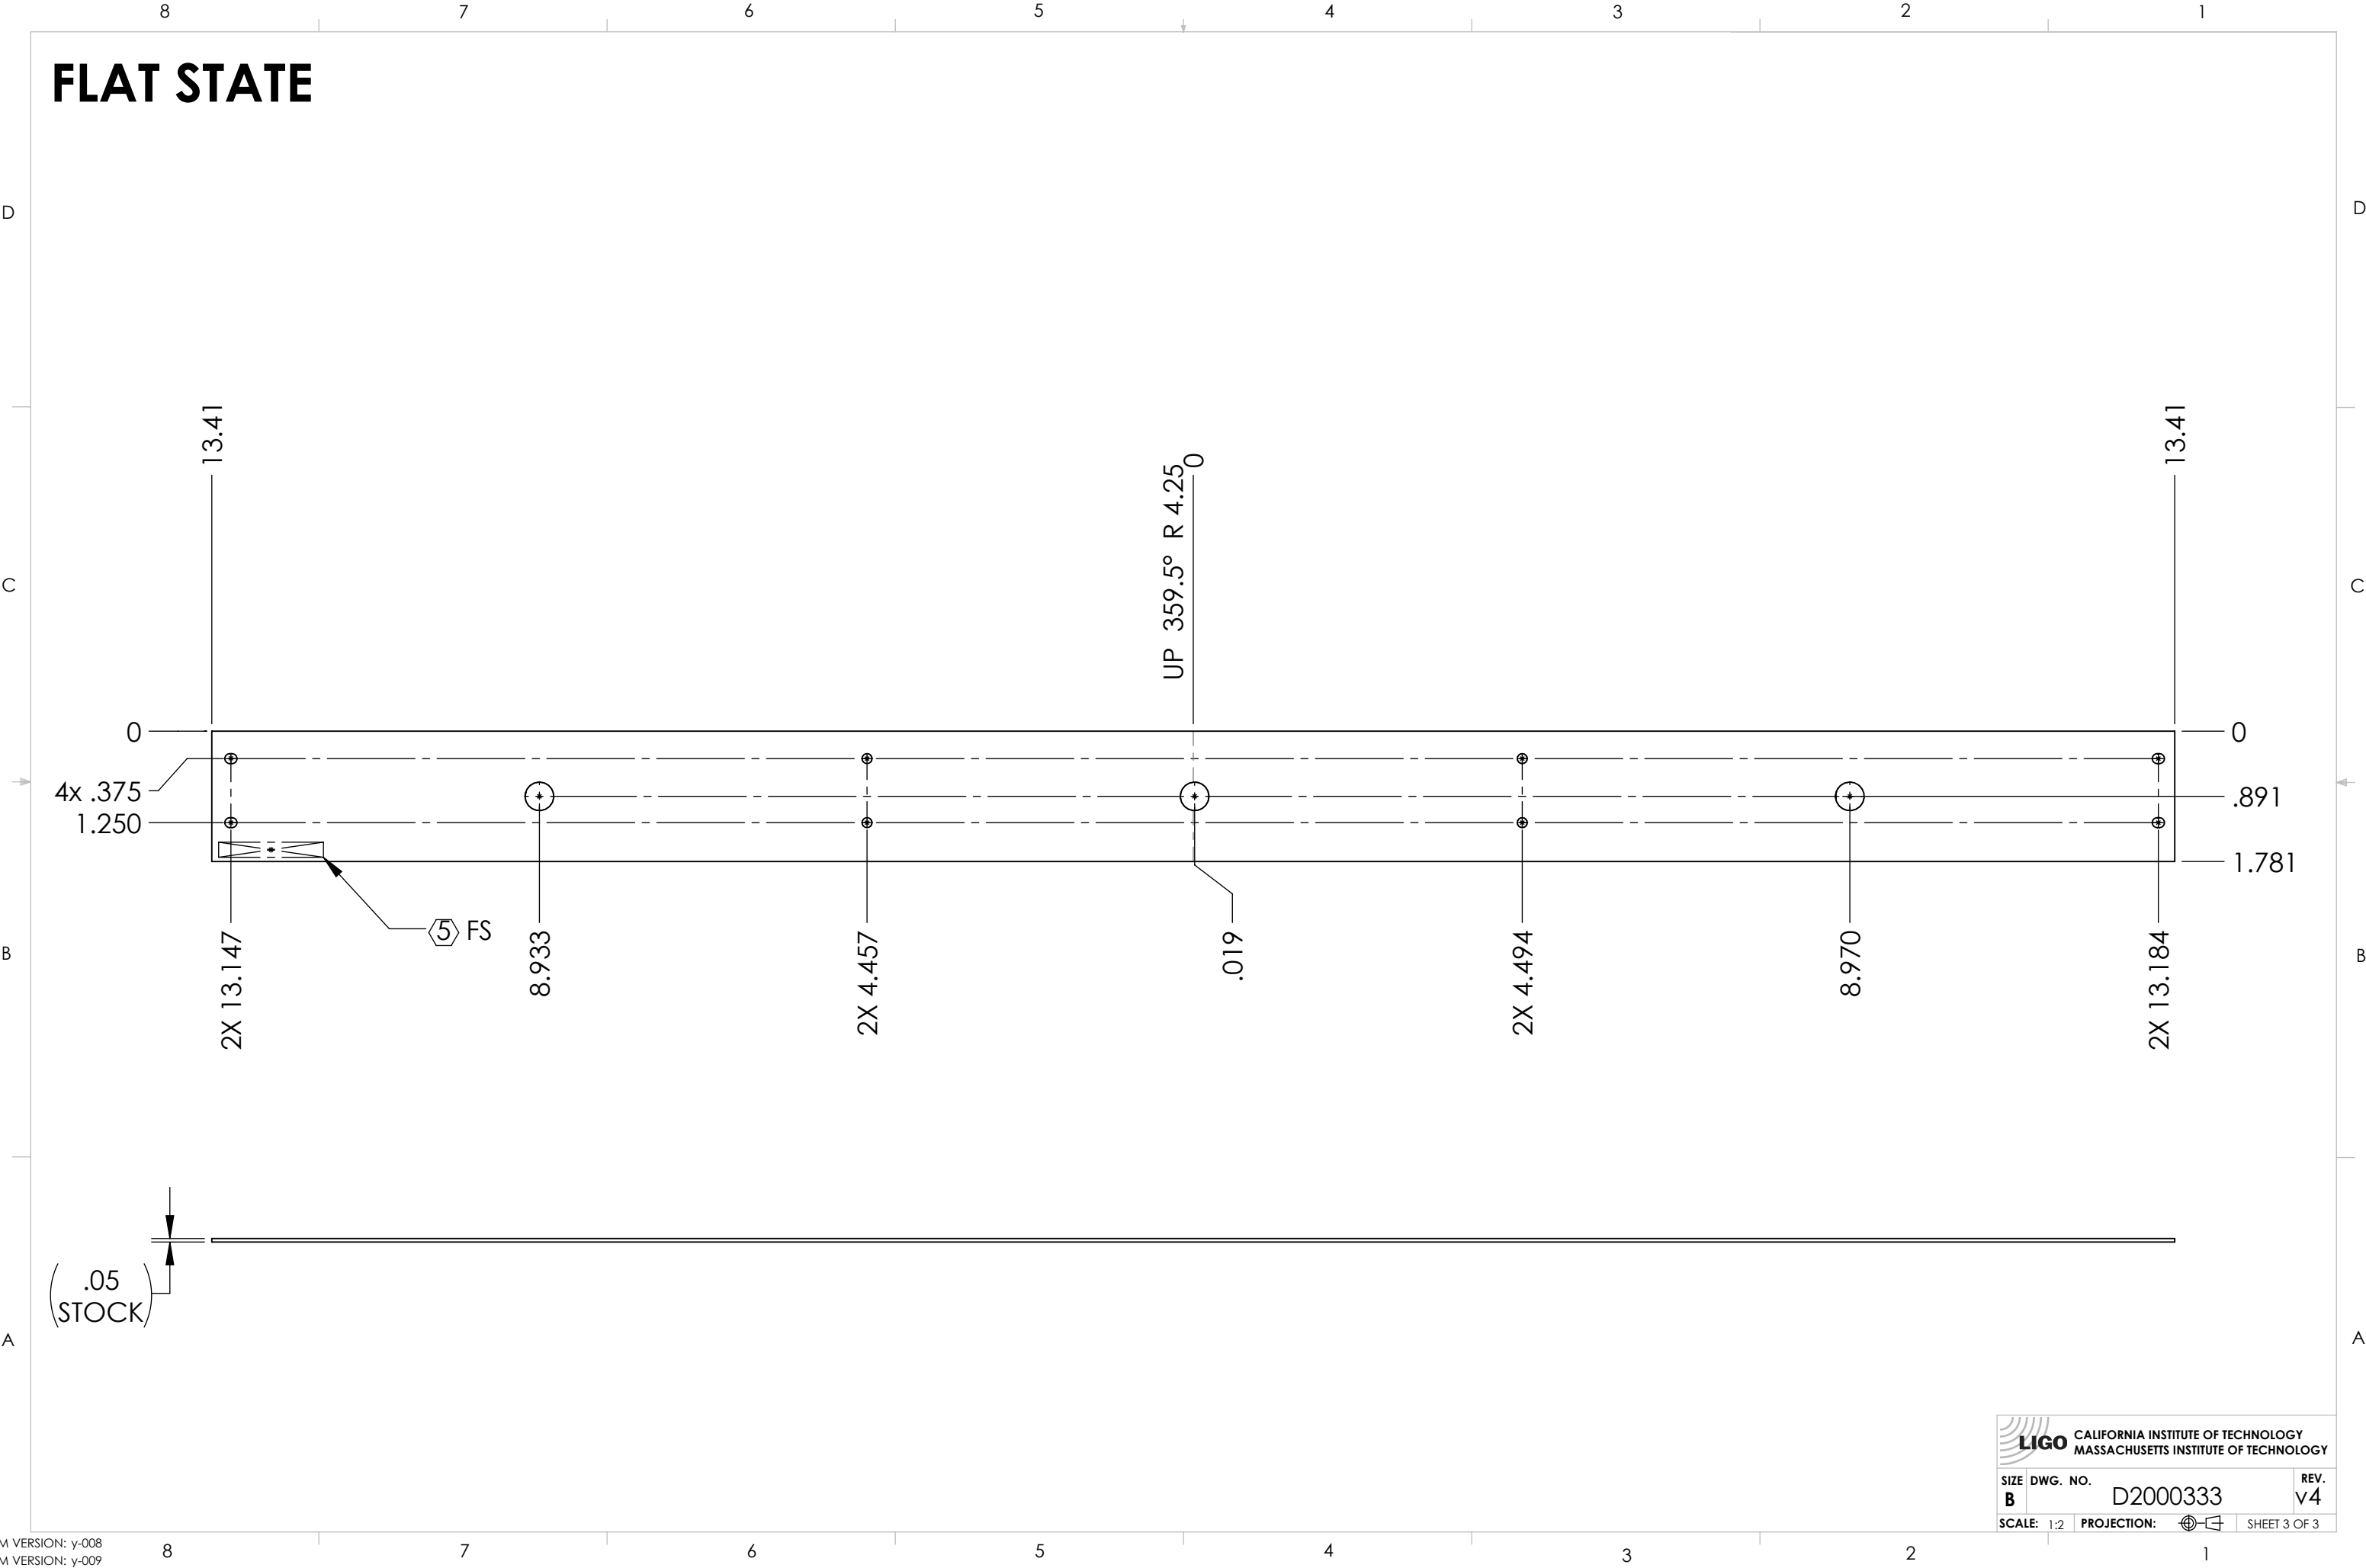 8 7 6 5 4 3 2 1
FLAT STATE
D D
13.41
UP 359.5° R 4.25
0
13.41
C C
0
4x .375
1.250
0
.891
1.781
5 FS
B B
2X 13.147
8.933
2X 4.457
.019
2X 4.494
8.970
2X 13.184
.05
STOCK
A A
LIGO
CALIFORNIA INSTITUTE OF TECHNOLOGY
MASSACHUSETTS INSTITUTE OF TECHNOLOGY
SIZE DWG. NO. REV.
B D2000333 v4
SCALE: 1:2 PROJECTION: SHEET 3 OF 3
M VERSION: y-008
M VERSION: y-009
8 7 6 5 4 3 2 1